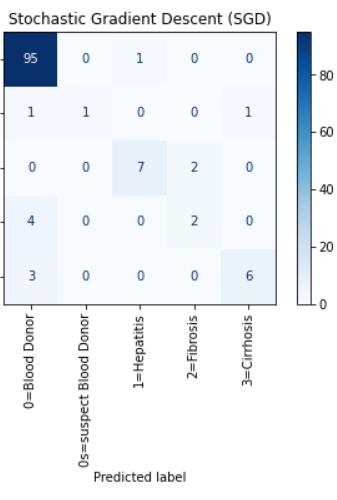 Stochastic Gradient Descent (SGD)
95 0 1 0 0
1 1 0 0 1
0 0 7 2 0
4 0 0 2 0
3 0 0 0 6
80
60
40
20
0
0=Blood Donor
0s=suspect Blood Donor
1=Hepatitis
2=Fibrosis
3=Cirrhosis
Predicted label